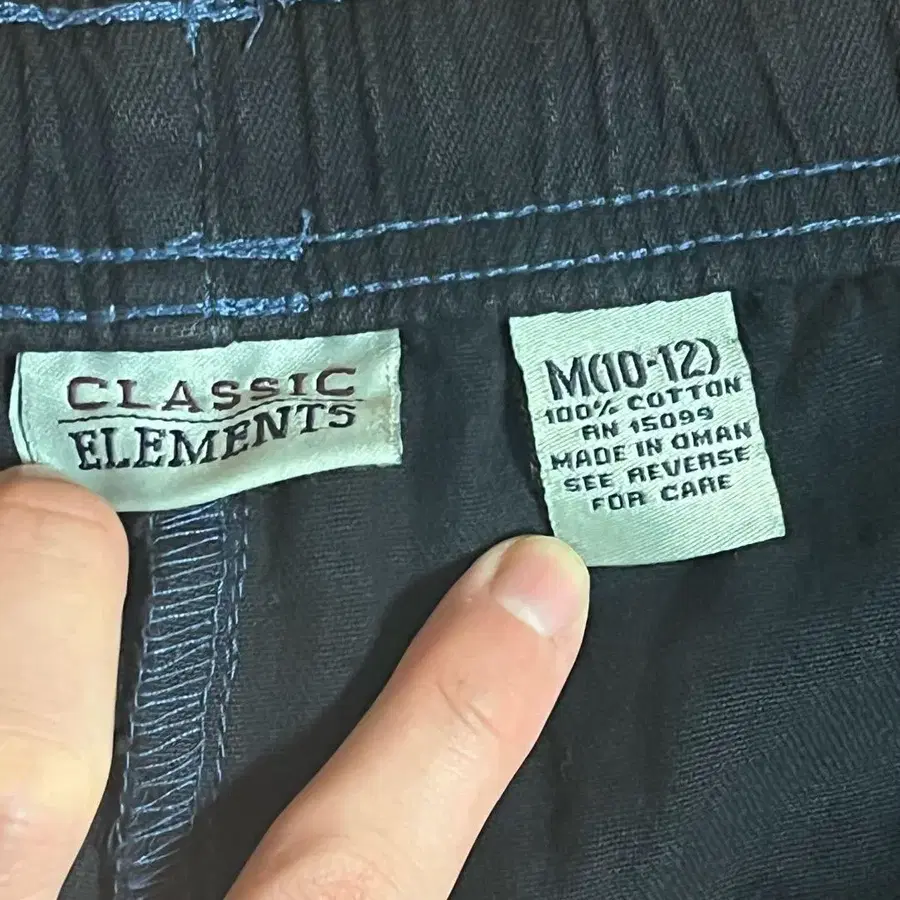 CLASSIC
ELEMENTS
M(10-12)
100% COTTON
RN 15099
MADE IN OMAN
SEE REVERSE
FOR CARE